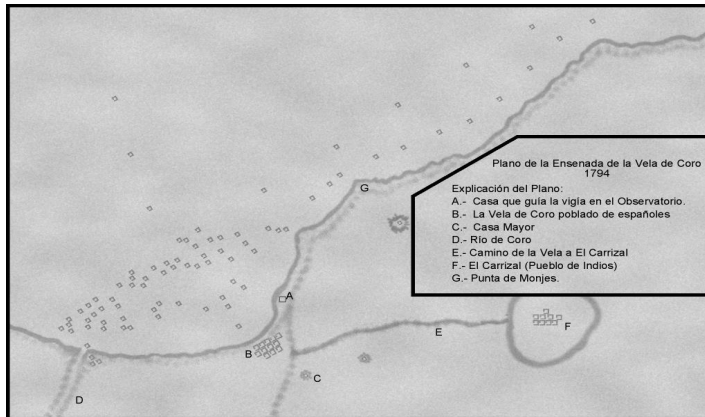 Plano de la Ensenada de la Vela de Coro
1794
Explicación del Plano:
A.- Casa que guía la vigía en el Observatorio.
B.- La Vela de Coro poblado de españoles
C.- Casa Mayor
D.- Río de Coro
E.- Camino de la Vela a El Carrizal
F.- El Carrizal (Pueblo de Indios)
G.- Punta de Monjes.
G
A
E
F
B
C
D